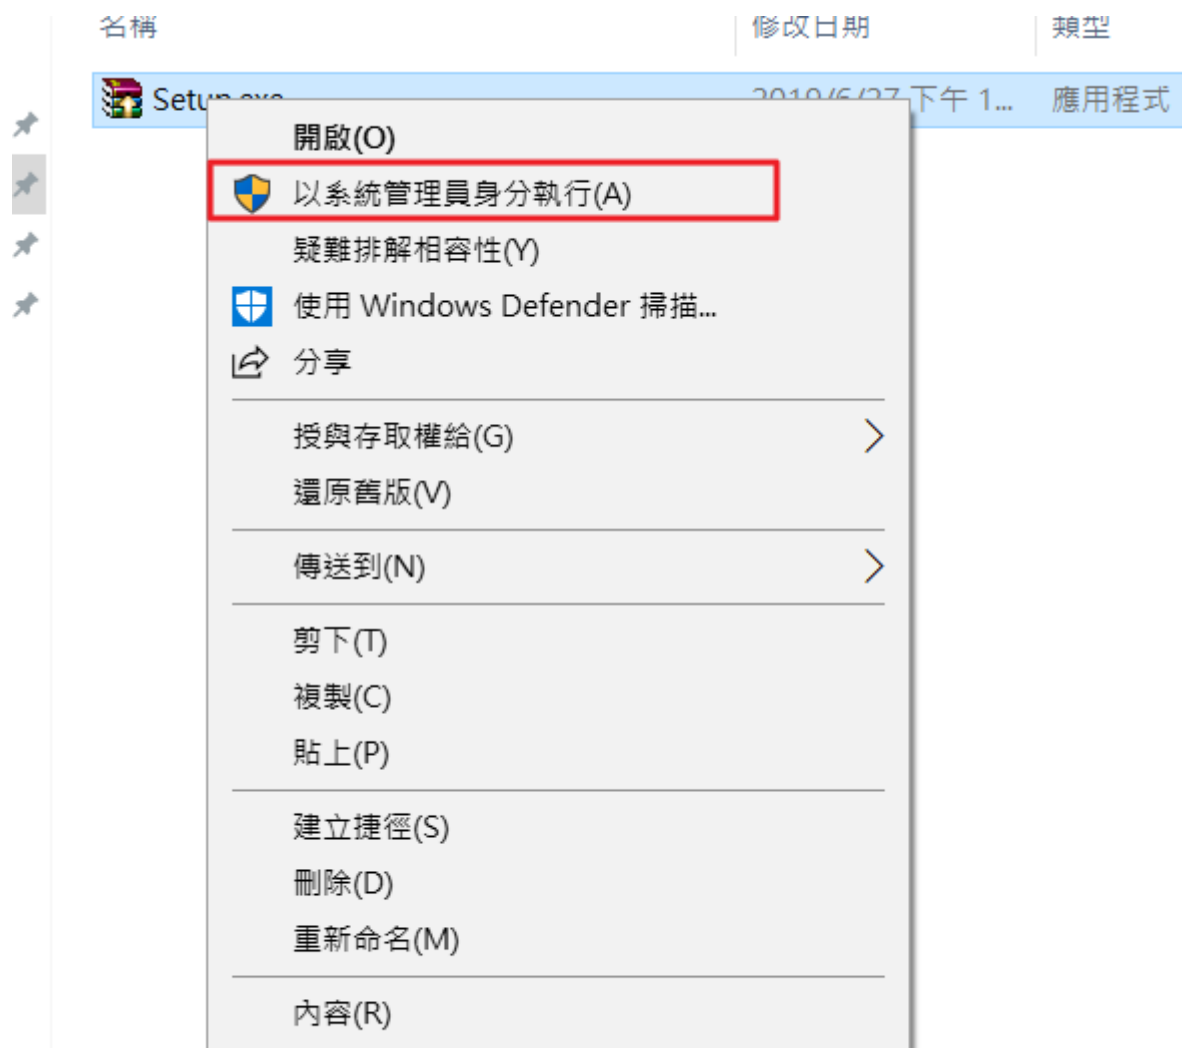 名稱 修改日期 類型
Setup.exe 2019/6/27 下午 1... 應用程式
開啟(O)
以系統管理員身分執行(A)
疑難排解相容性(Y)
使用 Windows Defender 掃描...
分享
授與存取權給(G)
還原舊版(V)
傳送到(N)
剪下(T)
複製(C)
貼上(P)
建立捷徑(S)
刪除(D)
重新命名(M)
內容(R)